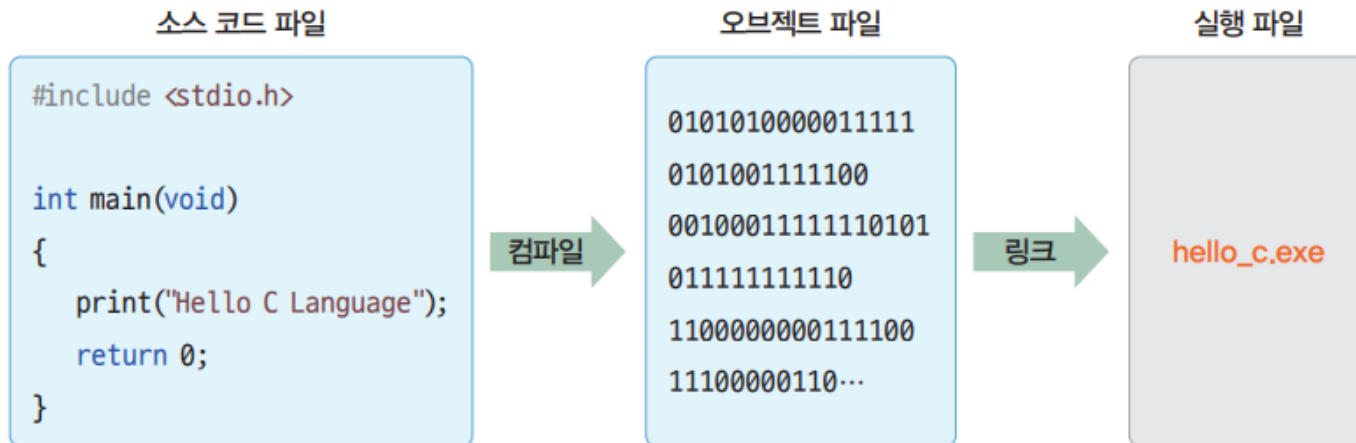 소스 코드 파일
#include <stdio.h>
int main(void)
{
print("Hello C Language");
return 0;
}
컴파일
오브젝트 파일
0101010000011111
0101001111100
00100011111110101
011111111110
1100000000111100
11100000110…
링크
실행 파일
hello_c.exe